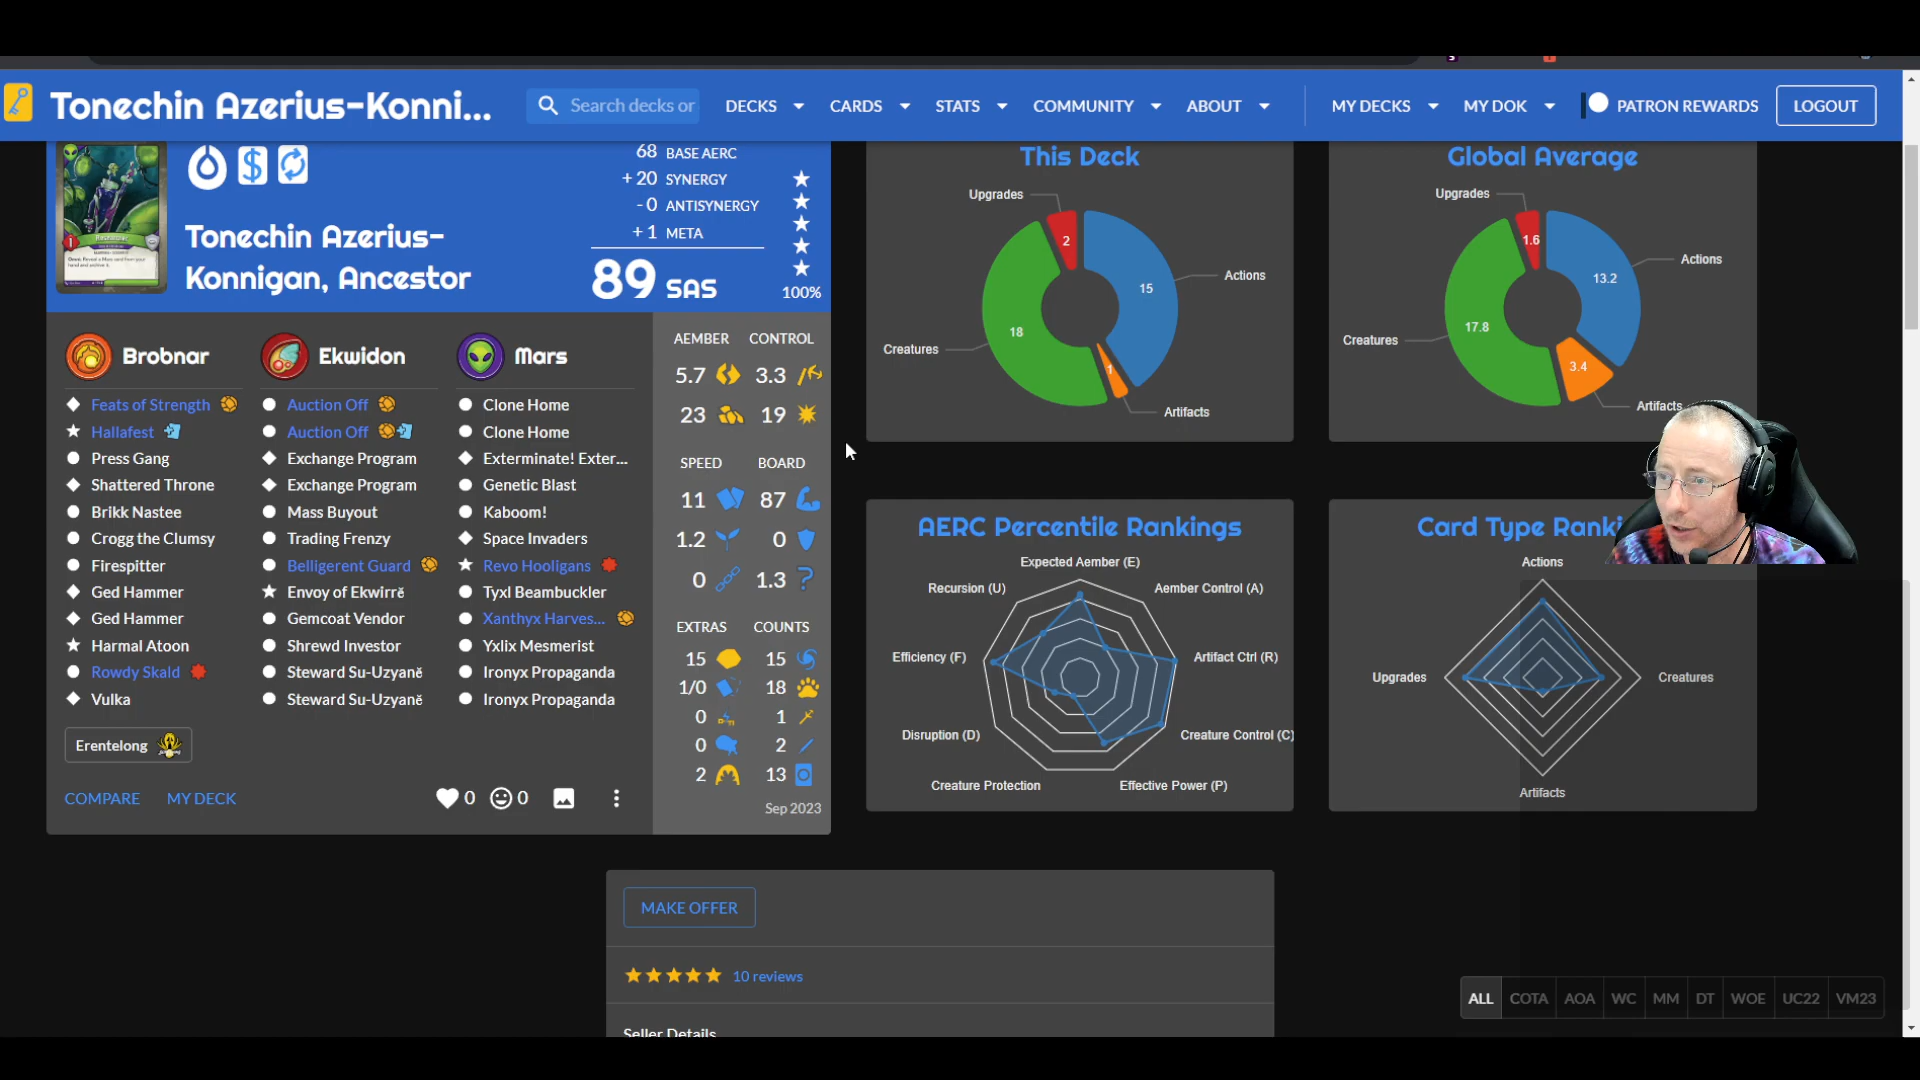 Tonechin Azerius-Konni...
Search decks or
DECKS
CARDS
STATS
COMMUNITY
ABOUT
MY DECKS
MY DOK
PATRON REWARDS
LOGOUT
68 BASE AERC
+ 20 SYNERGY
- 0 ANTISYNERGY
+ 1 META
89 SAS
100%
Tonechin Azerius-
Konnigan, Ancestor
Brobnar
Feats of Strength
Hallafest
Press Gang
Shattered Throne
Brikk Nastee
Crogg the Clumsy
Firespitter
Ged Hammer
Ged Hammer
Harmal Atoon
Rowdy Skald
Vulka
Ekwidon
Auction Off
Auction Off
Exchange Program
Exchange Program
Mass Buyout
Trading Frenzy
Belligerent Guard
Envoy of Ekwirrĕ
Gemcoat Vendor
Shrewd Investor
Steward Su-Uzyanĕ
Steward Su-Uzyanĕ
Mars
Clone Home
Clone Home
Exterminate! Exter...
Genetic Blast
Kaboom!
Space Invaders
Revo Hooligans
Tyxl Beambuckler
Xanthyx Harves...
Yxlix Mesmerist
Ironyx Propaganda
Ironyx Propaganda
Erentelong
COMPARE
MY DECK
0
0
AEMBER CONTROL
5.7 3.3
23 19
SPEED BOARD
11 87
1.2 0
0 1.3
EXTRAS COUNTS
15 15
1/0 18
0 1
0 2
2 13
Sep 2023
This Deck
Upgrades
2
Actions
15
18
Creatures
1
Artifacts
Global Average
Upgrades
1.6
Actions
13.2
17.8
Creatures
3.4
Artifacts
AERC Percentile Rankings
Expected Aember (E)
Recursion (U)
Aember Control (A)
Efficiency (F)
Artifact Ctrl (R)
Disruption (D)
Creature Control (C)
Creature Protection
Effective Power (P)
Card Type Ranki
Actions
Upgrades
Creatures
Artifacts
MAKE OFFER
10 reviews
Seller Details
ALL
COTA
AOA
WC
MM
DT
WOE
UC22
VM23